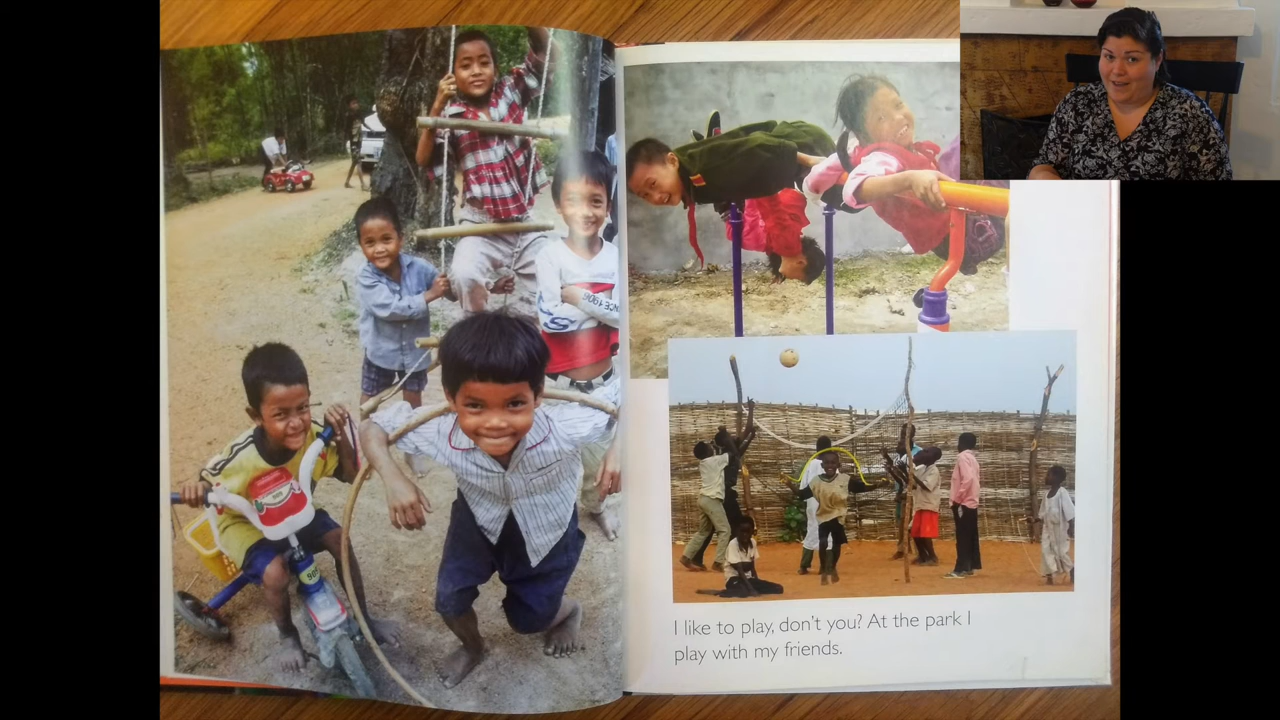 I like to play, don't you? At the park I
play with my friends.